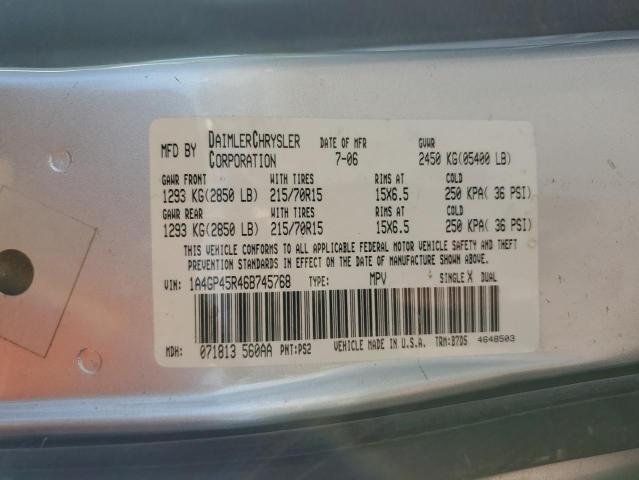 MFD BY DAIMLERCHRYSLER CORPORATION DATE OF MFR 7-06 GVWR 2450 KG(05400 LB)
GAWR FRONT WITH TIRES RIMS AT COLD
1293 KG(2850 LB) 215/70R15 15X6.5 250 KPA( 36 PSI)
GAWR REAR WITH TIRES RIMS AT COLD
1293 KG(2850 LB) 215/70R15 15X6.5 250 KPA( 36 PSI)
THIS VEHICLE CONFORMS TO ALL APPLICABLE FEDERAL MOTOR VEHICLE SAFETY AND THEFT
PREVENTION STANDARDS IN EFFECT ON THE DATE OF MANUFACTURE SHOWN ABOVE.
VIN: 1A4GP45R46B745768 TYPE: MPV SINGLE X DUAL
MDH: 071813 560AA PNT:PS2 VEHICLE MADE IN U.S.A. TRM:B7D5 4648503